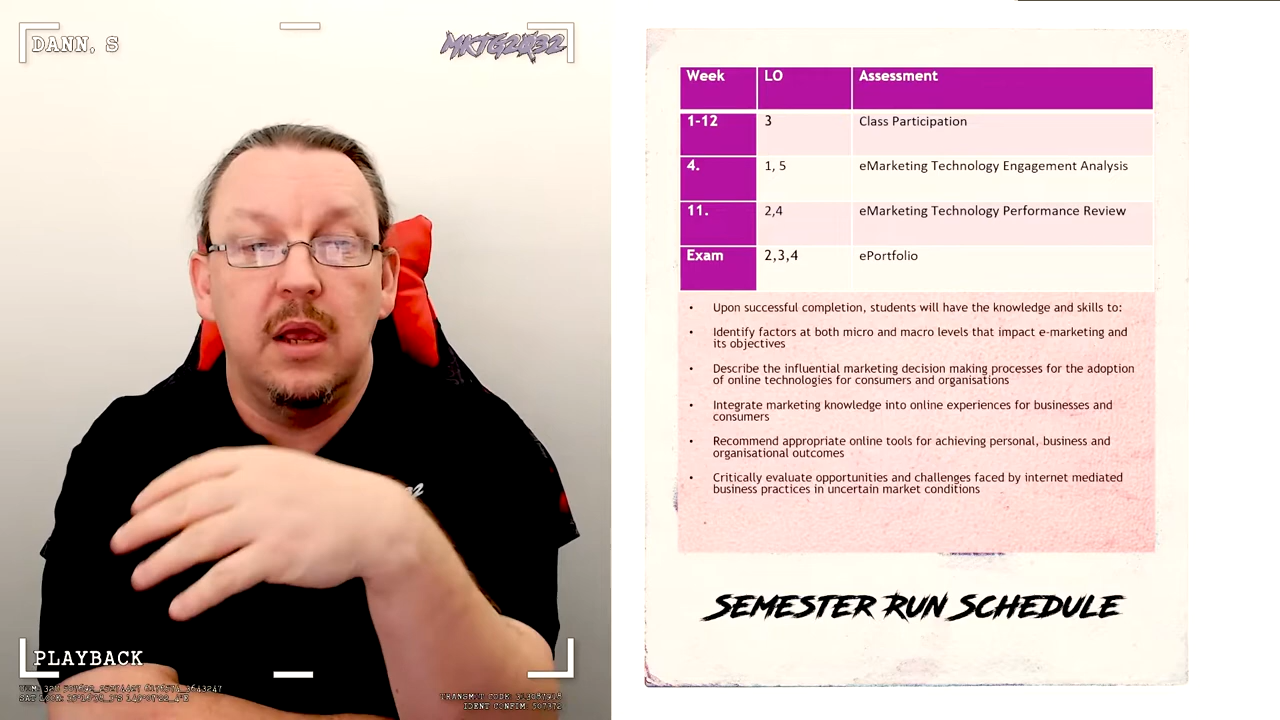 DANN, S
MKTG2032
Week LO Assessment
1-12 3 Class Participation
4. 1, 5 eMarketing Technology Engagement Analysis
11. 2,4 eMarketing Technology Performance Review
Exam 2,3,4 ePortfolio
• Upon successful completion, students will have the knowledge and skills to:
• Identify factors at both micro and macro levels that impact e-marketing and
its objectives
• Describe the influential marketing decision making processes for the adoption
of online technologies for consumers and organisations
• Integrate marketing knowledge into online experiences for businesses and
consumers
• Recommend appropriate online tools for achieving personal, business and
organisational outcomes
• Critically evaluate opportunities and challenges faced by internet mediated
business practices in uncertain market conditions
SEMESTER RUN SCHEDULE
PLAYBACK
TRANSMIT CODE:
IDENT CONFIM: 507372